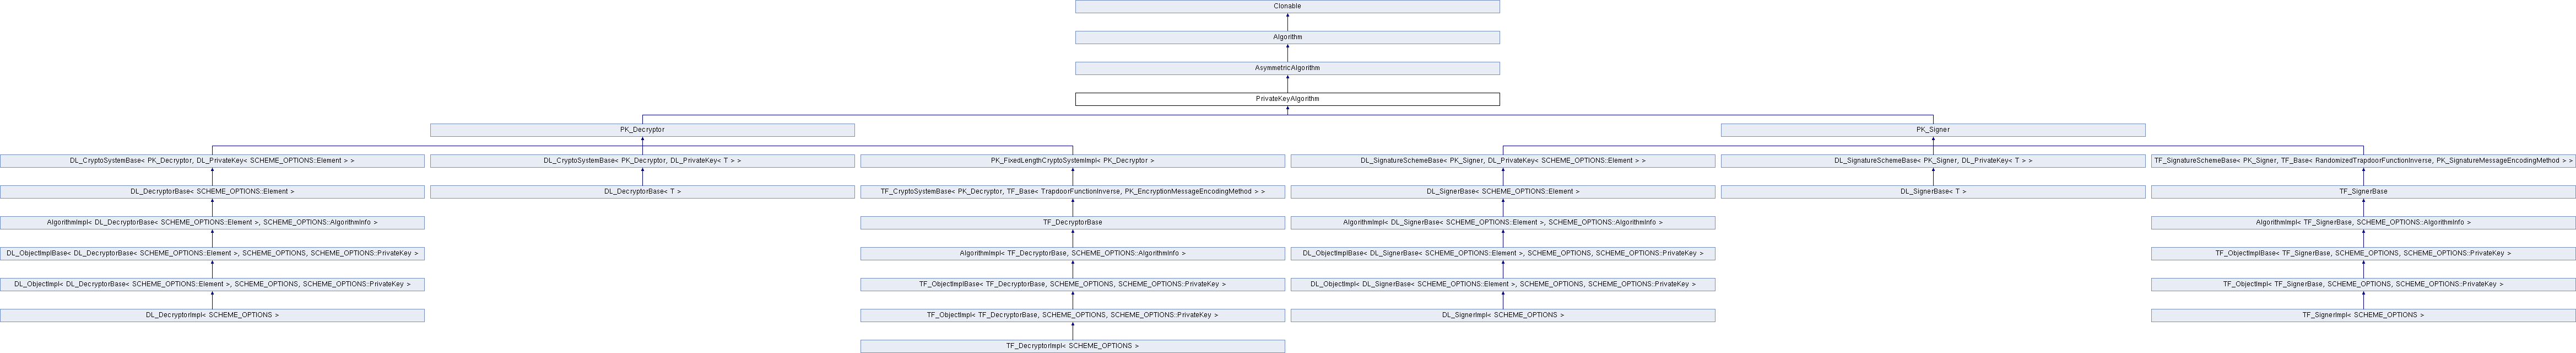 Clonable
Algorithm
AsymmetricAlgorithm
PrivateKeyAlgorithm
PK_Decryptor
PK_Signer
DL_CryptoSystemBase< PK_Decryptor, DL_PrivateKey< SCHEME_OPTIONS::Element > >
DL_CryptoSystemBase< PK_Decryptor, DL_PrivateKey< T > >
PK_FixedLengthCryptoSystemImpl< PK_Decryptor >
DL_SignatureSchemeBase< PK_Signer, DL_PrivateKey< SCHEME_OPTIONS::Element > >
DL_SignatureSchemeBase< PK_Signer, DL_PrivateKey< T > >
TF_SignatureSchemeBase< PK_Signer, TF_Base< RandomizedTrapdoorFunctionInverse, PK_SignatureMessageEncodingMethod > >
DL_DecryptorBase< SCHEME_OPTIONS::Element >
DL_DecryptorBase< T >
TF_CryptoSystemBase< PK_Decryptor, TF_Base< TrapdoorFunctionInverse, PK_EncryptionMessageEncodingMethod > >
DL_SignerBase< SCHEME_OPTIONS::Element >
DL_SignerBase< T >
TF_SignerBase
AlgorithmImpl< DL_DecryptorBase< SCHEME_OPTIONS::Element >, SCHEME_OPTIONS::AlgorithmInfo >
TF_DecryptorBase
AlgorithmImpl< DL_SignerBase< SCHEME_OPTIONS::Element >, SCHEME_OPTIONS::AlgorithmInfo >
AlgorithmImpl< TF_SignerBase, SCHEME_OPTIONS::AlgorithmInfo >
DL_ObjectImplBase< DL_DecryptorBase< SCHEME_OPTIONS::Element >, SCHEME_OPTIONS, SCHEME_OPTIONS::PrivateKey >
AlgorithmImpl< TF_DecryptorBase, SCHEME_OPTIONS::AlgorithmInfo >
DL_ObjectImplBase< DL_SignerBase< SCHEME_OPTIONS::Element >, SCHEME_OPTIONS, SCHEME_OPTIONS::PrivateKey >
TF_ObjectImplBase< TF_SignerBase, SCHEME_OPTIONS, SCHEME_OPTIONS::PrivateKey >
DL_ObjectImpl< DL_DecryptorBase< SCHEME_OPTIONS::Element >, SCHEME_OPTIONS, SCHEME_OPTIONS::PrivateKey >
TF_ObjectImplBase< TF_DecryptorBase, SCHEME_OPTIONS, SCHEME_OPTIONS::PrivateKey >
DL_ObjectImpl< DL_SignerBase< SCHEME_OPTIONS::Element >, SCHEME_OPTIONS, SCHEME_OPTIONS::PrivateKey >
TF_ObjectImpl< TF_SignerBase, SCHEME_OPTIONS, SCHEME_OPTIONS::PrivateKey >
DL_DecryptorImpl< SCHEME_OPTIONS >
TF_ObjectImpl< TF_DecryptorBase, SCHEME_OPTIONS, SCHEME_OPTIONS::PrivateKey >
DL_SignerImpl< SCHEME_OPTIONS >
TF_SignerImpl< SCHEME_OPTIONS >
TF_DecryptorImpl< SCHEME_OPTIONS >